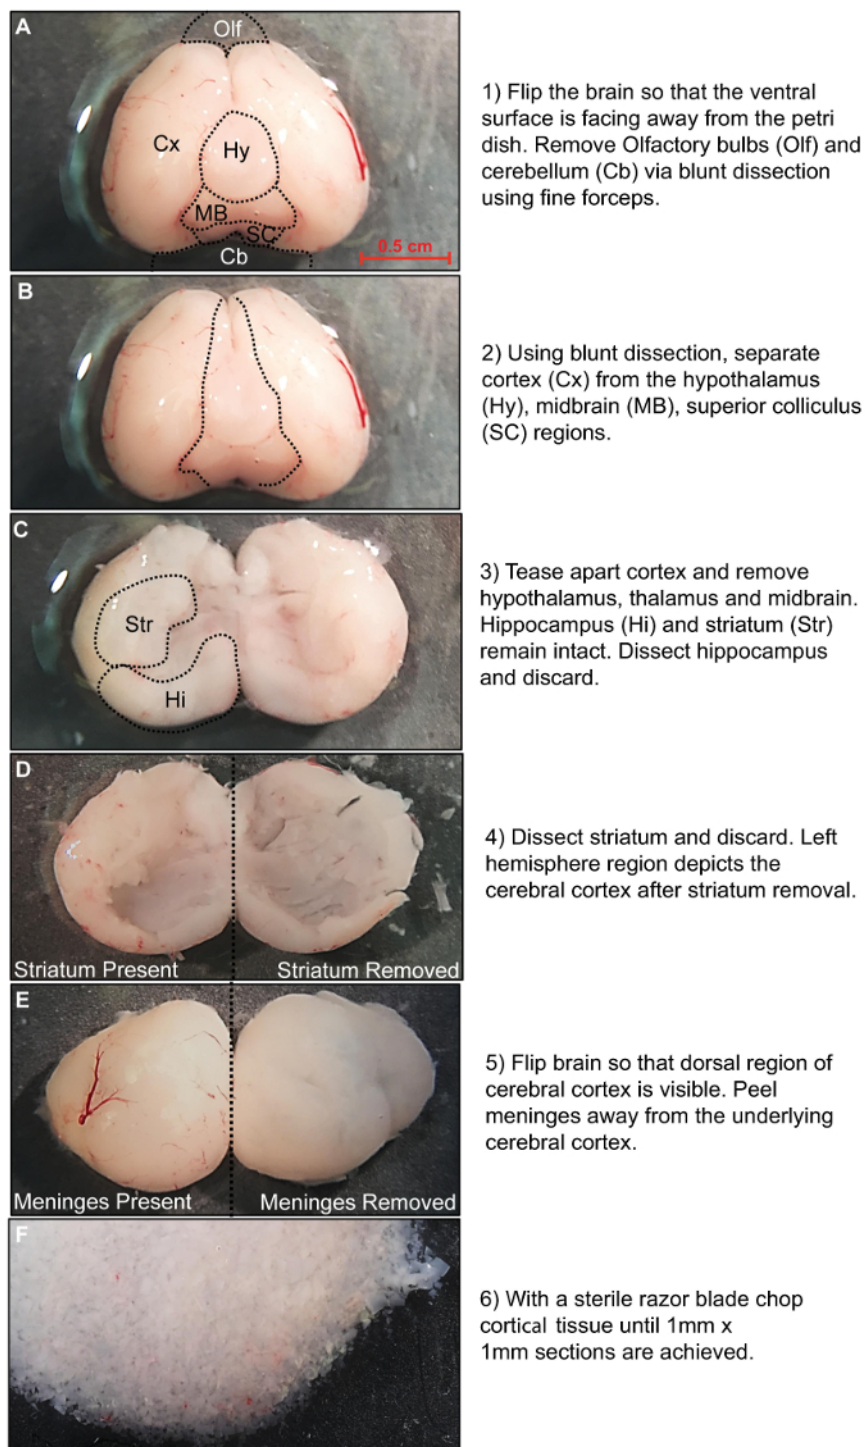 A
Olf
Cx
Hy
MB
SC
Cb
0.5 cm
1) Flip the brain so that the ventral
surface is facing away from the petri
dish. Remove Olfactory bulbs (Olf) and
cerebellum (Cb) via blunt dissection
using fine forceps.
B
2) Using blunt dissection, separate
cortex (Cx) from the hypothalamus
(Hy), midbrain (MB), superior colliculus
(SC) regions.
C
Str
Hi
3) Tease apart cortex and remove
hypothalamus, thalamus and midbrain.
Hippocampus (Hi) and striatum (Str)
remain intact. Dissect hippocampus
and discard.
D
Striatum Present
Striatum Removed
4) Dissect striatum and discard. Left
hemisphere region depicts the
cerebral cortex after striatum removal.
E
Meninges Present
Meninges Removed
5) Flip brain so that dorsal region of
cerebral cortex is visible. Peel
meninges away from the underlying
cerebral cortex.
F
6) With a sterile razor blade chop
cortical tissue until 1mm x
1mm sections are achieved.